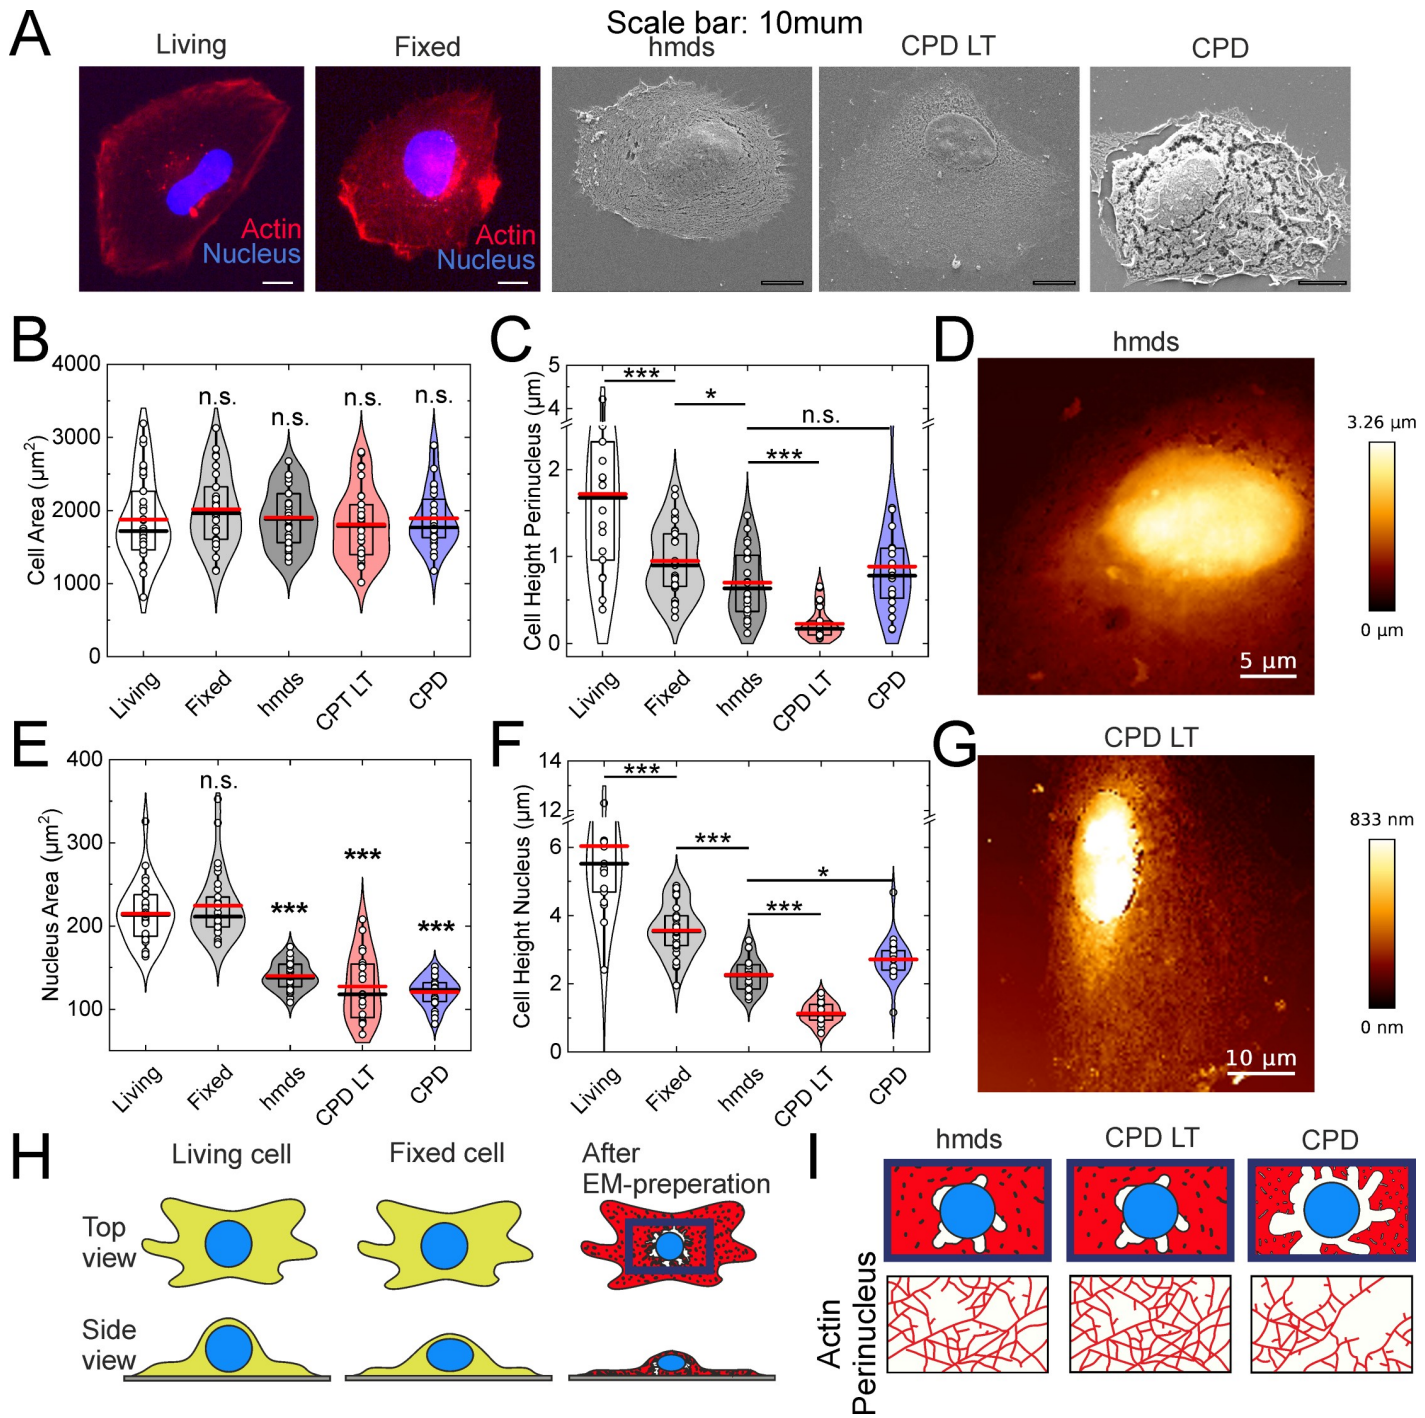 A
Scale bar: 10mum
Living
Fixed
hmds
CPD LT
CPD
Actin
Nucleus
Actin
Nucleus
B
Cell Area (µm²)
4000
3000
2000
1000
0
n.s.
n.s.
n.s.
n.s.
Living
Fixed
hmds
CPT LT
CPD
C
Cell Height Perinucleus (µm)
5
4
2
1
0
***
*
n.s.
***
Living
Fixed
hmds
CPD LT
CPD
D
hmds
3.26 µm
0 µm
5 µm
E
Nucleus Area (µm²)
400
300
200
100
n.s.
***
***
***
Living
Fixed
hmds
CPD LT
CPD
F
Cell Height Nucleus (µm)
14
12
6
4
2
0
***
***
*
***
Living
Fixed
hmds
CPD LT
CPD
G
CPD LT
833 nm
0 nm
10 µm
H
Living cell
Fixed cell
After
EM-preperation
Top
view
Side
view
I
hmds
CPD LT
CPD
Actin
Perinucleus